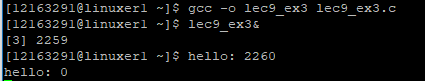 [12163291@linuxer1 ~]$ gcc -o lec9_ex3 lec9_ex3.c
[12163291@linuxer1 ~]$ lec9_ex3&
[3] 2259
[12163291@linuxer1 ~]$ hello: 2260
hello: 0